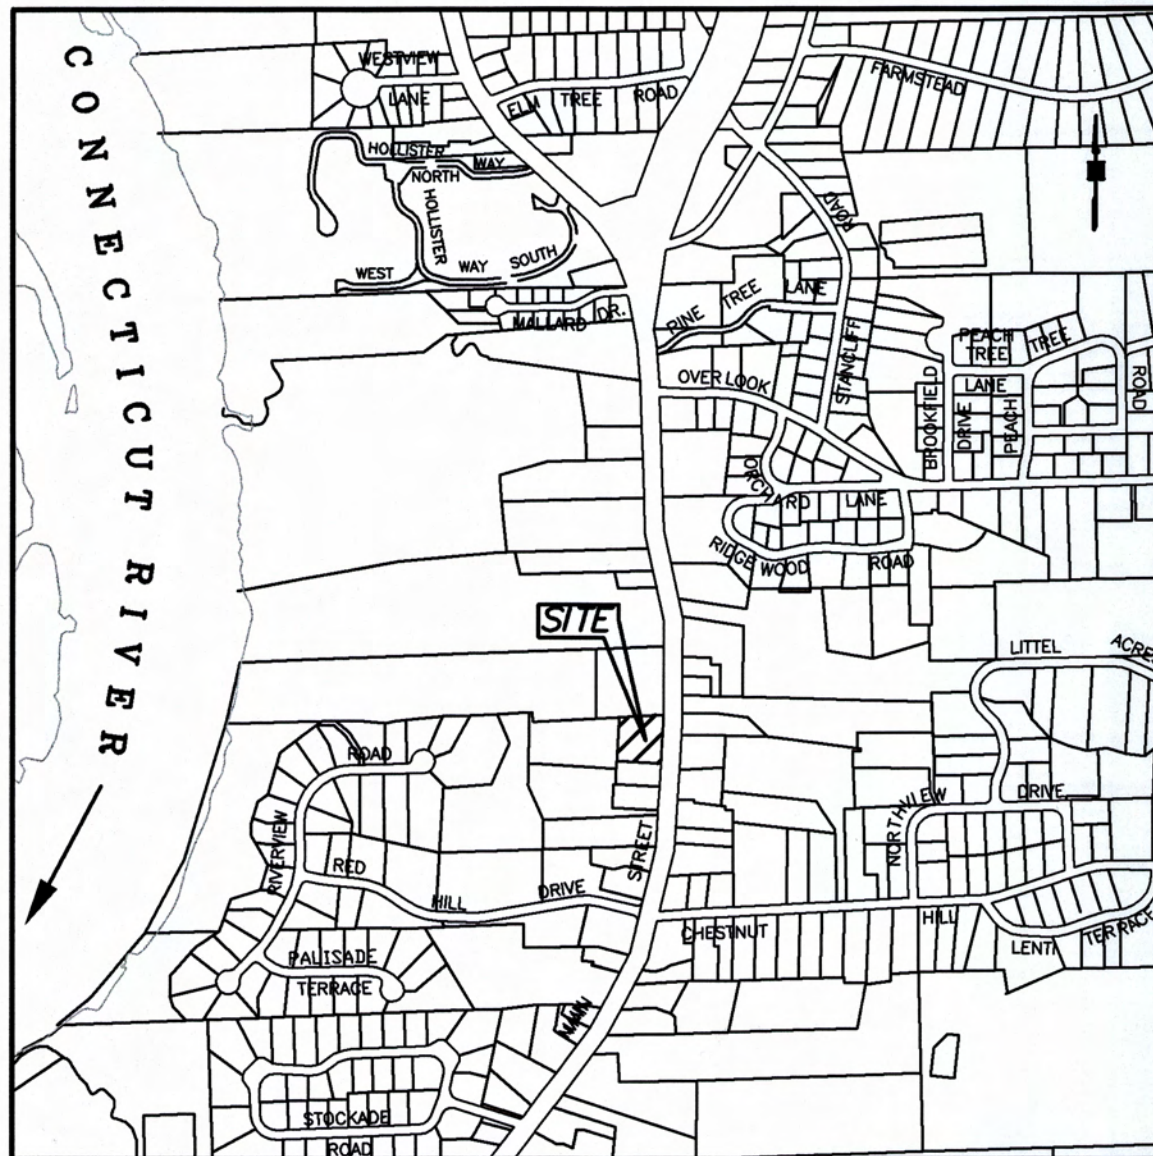 CONNECTICUT RIVER
WESTVIEW
LANE
ELM TREE ROAD
FARMSTEAD
HOLLISTER WAY
NORTH
HOLLISTER
WEST WAY SOUTH
ROAD
MALLARD DR.
PINE TREE LANE
STANCLIFF
OVER LOOK
PEACH TREE
TREE
LANE
ROAD
BROOKFIELD
DRIVE
PEACH
ORCHARD LANE
RIDGE WOOD ROAD
SITE
LITTEL ACRE
ROAD
RIVERVIEW
NORTHVIEW
DRIVE
STREET
RED HILL DRIVE
CHESTNUT HILL
LENTI TERRACE
PALISADE
TERRACE
MAIN
STOCKADE
ROAD